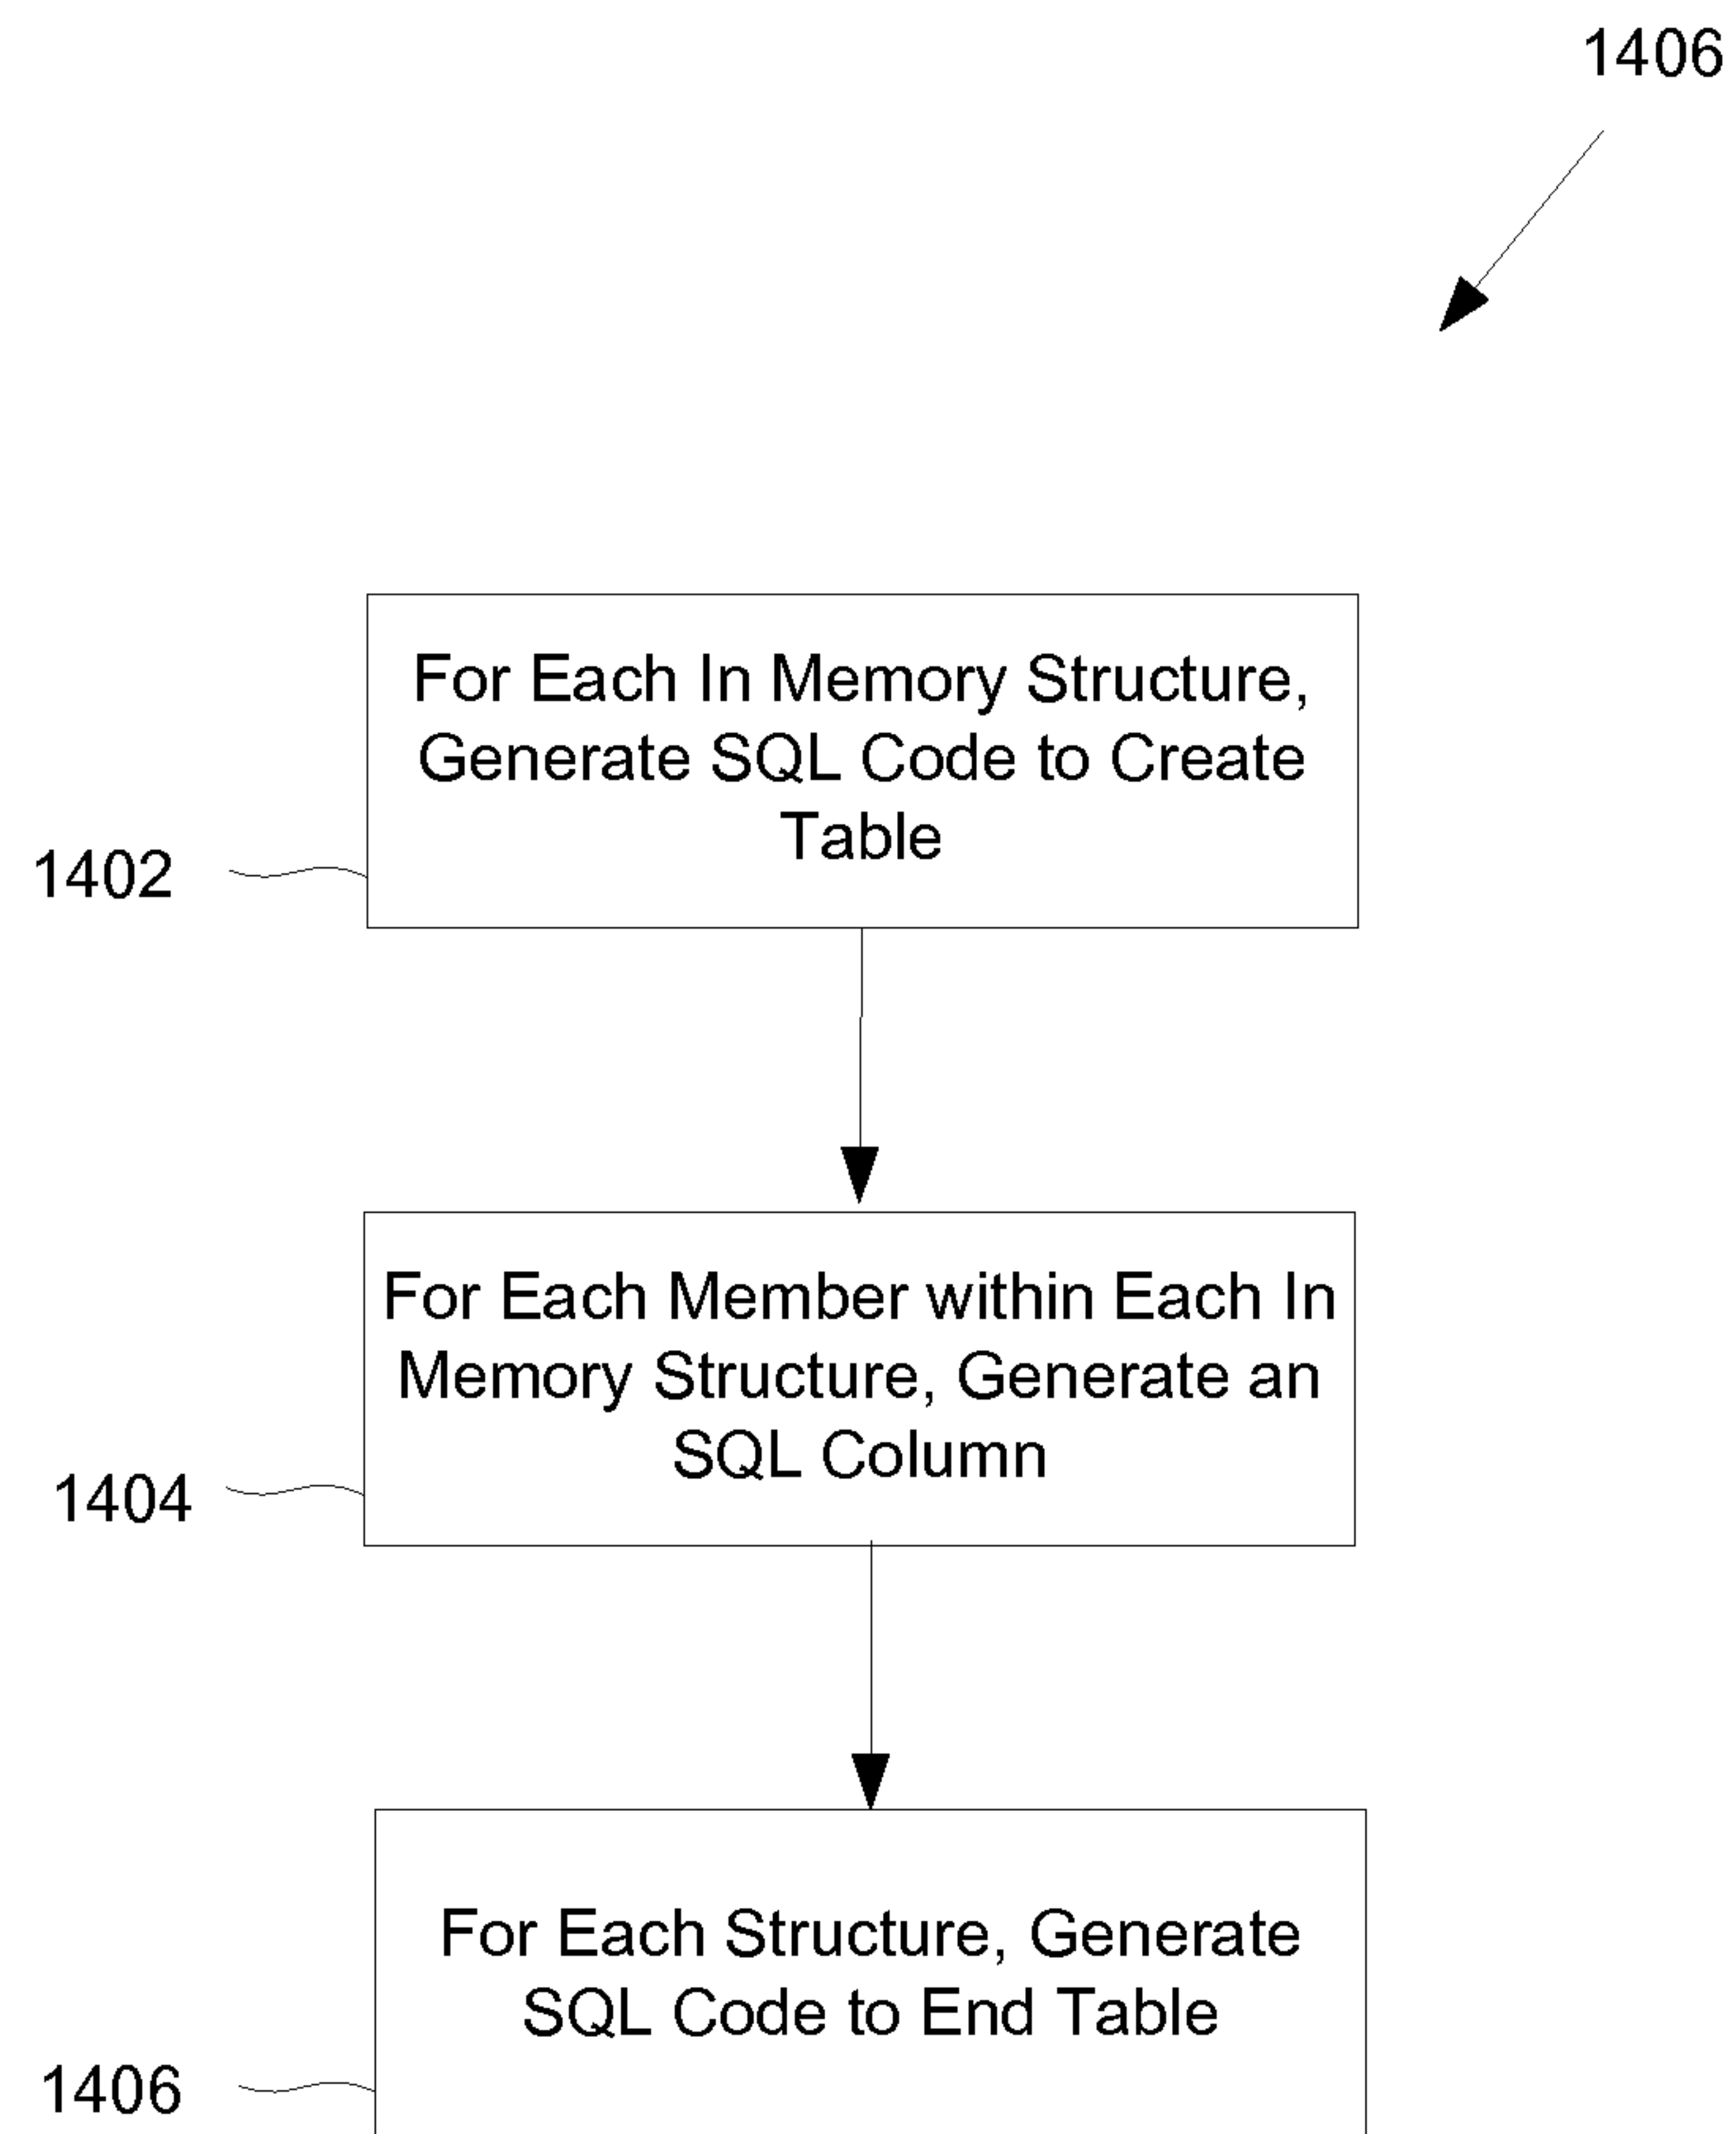 1406
For Each In Memory Structure,
Generate SQL Code to Create
Table
1402
For Each Member within Each In
Memory Structure, Generate an
SQL Column
1404
For Each Structure, Generate
SQL Code to End Table
1406